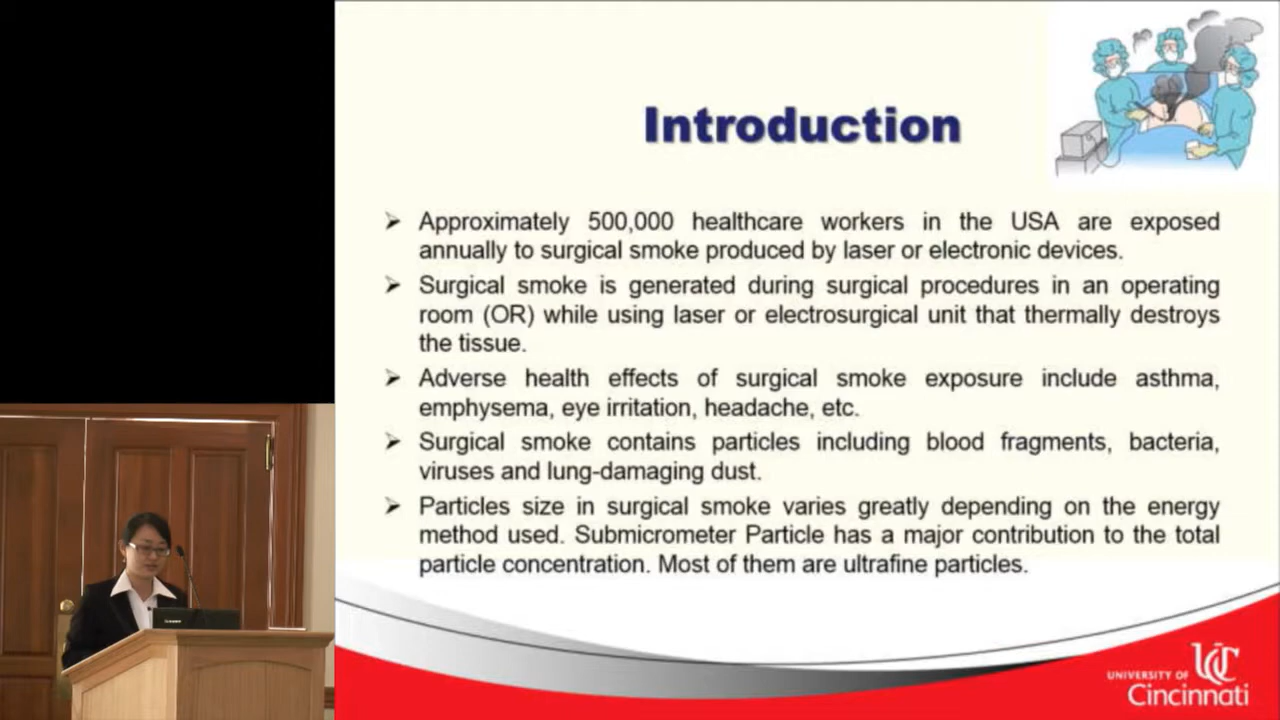 Introduction
➢ Approximately 500,000 healthcare workers in the USA are exposed
annually to surgical smoke produced by laser or electronic devices.
➢ Surgical smoke is generated during surgical procedures in an operating
room (OR) while using laser or electrosurgical unit that thermally destroys
the tissue.
➢ Adverse health effects of surgical smoke exposure include asthma,
emphysema, eye irritation, headache, etc.
➢ Surgical smoke contains particles including blood fragments, bacteria,
viruses and lung-damaging dust.
➢ Particles size in surgical smoke varies greatly depending on the energy
method used. Submicrometer Particle has a major contribution to the total
particle concentration. Most of them are ultrafine particles.
UC
UNIVERSITY OF
Cincinnati